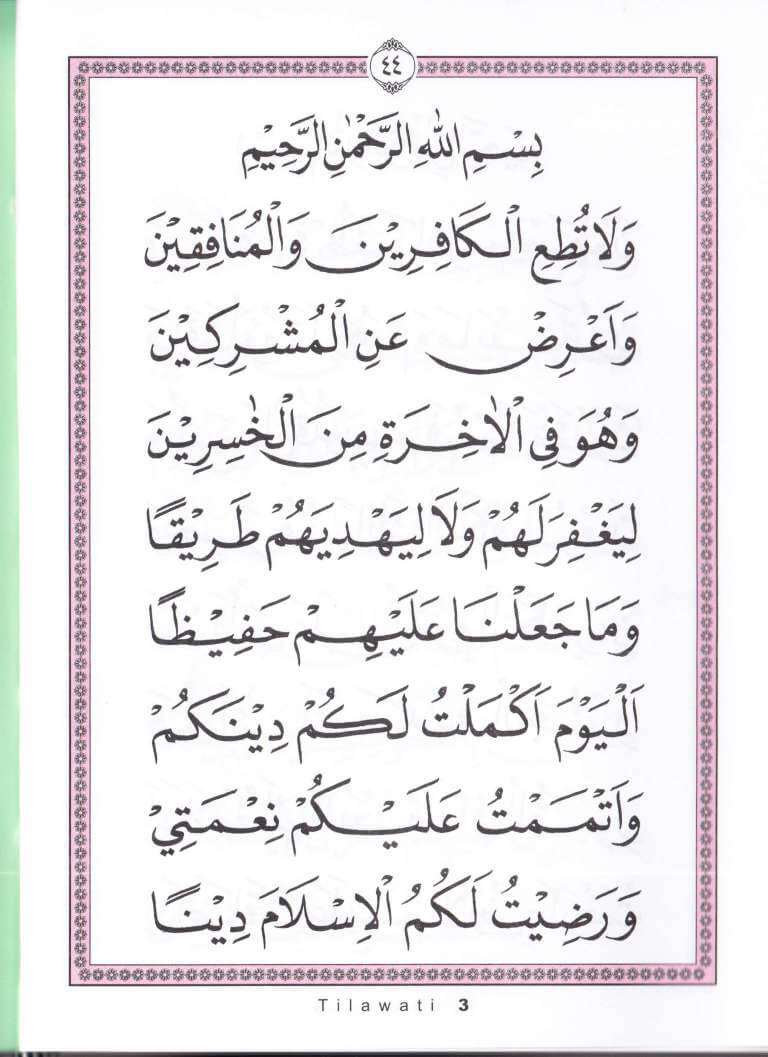 ٤٤
بِسْمِ اللهِ الرَّحْمٰنِ الرَّحِيْمِ
وَلَا تُطِعِ الْكَافِرِيْنَ وَالْمُنَافِقِيْنَ
وَاَعْرِضْ عَنِ الْمُشْرِكِيْنَ
وَهُوَ فِى الْاٰخِرَةِ مِنَ الْخٰسِرِيْنَ
لِيَغْفِرَ لَهُمْ وَلَا لِيَهْدِيَهُمْ طَرِيْقًا
وَمَا جَعَلْنَا عَلَيْهِمْ حَفِيْظًا
اَلْيَوْمَ اَكْمَلْتُ لَكُمْ دِيْنَكُمْ
وَاَتْمَمْتُ عَلَيْكُمْ نِعْمَتِيْ
وَرَضِيْتُ لَكُمُ الْاِسْلَامَ دِيْنًا
Tilawati 3